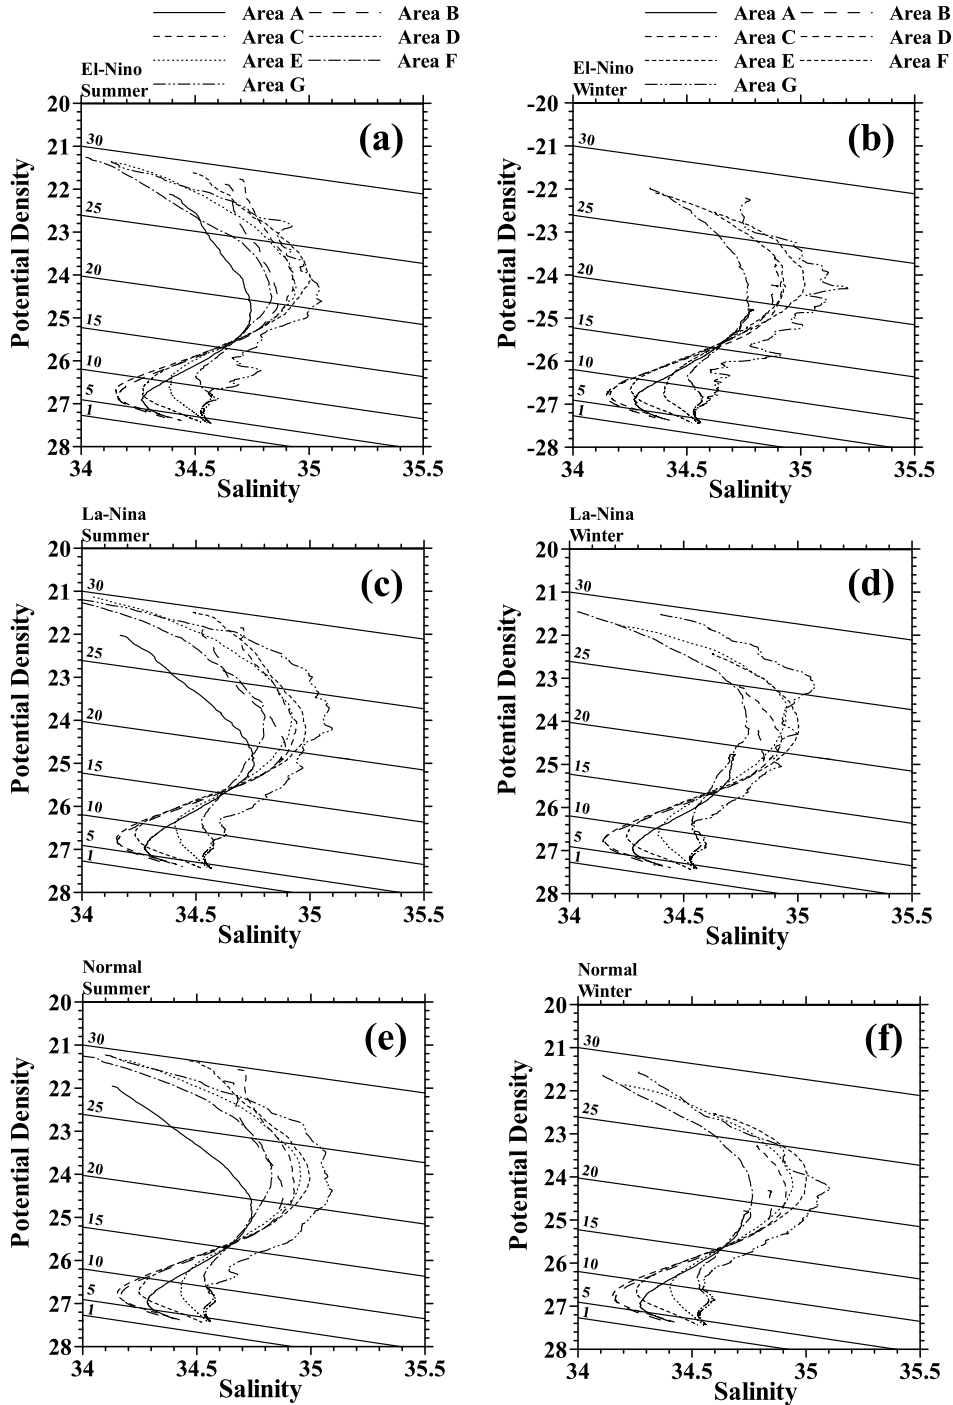 Area A Area B
Area C Area D
Area E Area F
Area G
El-Nino
Summer
(a)
20
21
22
23
24
25
26
27
28
30
25
20
15
10
5
1
34 34.5 35 35.5
Potential Density
Salinity
Area A Area B
Area C Area D
Area E Area F
Area G
El-Nino
Winter
(b)
-20
-21
-22
-23
-24
-25
-26
-27
-28
30
25
20
15
10
5
1
34 34.5 35 35.5
Potential Density
Salinity
La-Nina
Summer
(c)
20
21
22
23
24
25
26
27
28
30
25
20
15
10
5
1
34 34.5 35 35.5
Potential Density
Salinity
La-Nina
Winter
(d)
20
21
22
23
24
25
26
27
28
30
25
20
15
10
5
1
34 34.5 35 35.5
Potential Density
Salinity
Normal
Summer
(e)
20
21
22
23
24
25
26
27
28
30
25
20
15
10
5
1
34 34.5 35 35.5
Potential Density
Salinity
Normal
Winter
(f)
20
21
22
23
24
25
26
27
28
30
25
20
15
10
5
1
34 34.5 35 35.5
Potential Density
Salinity